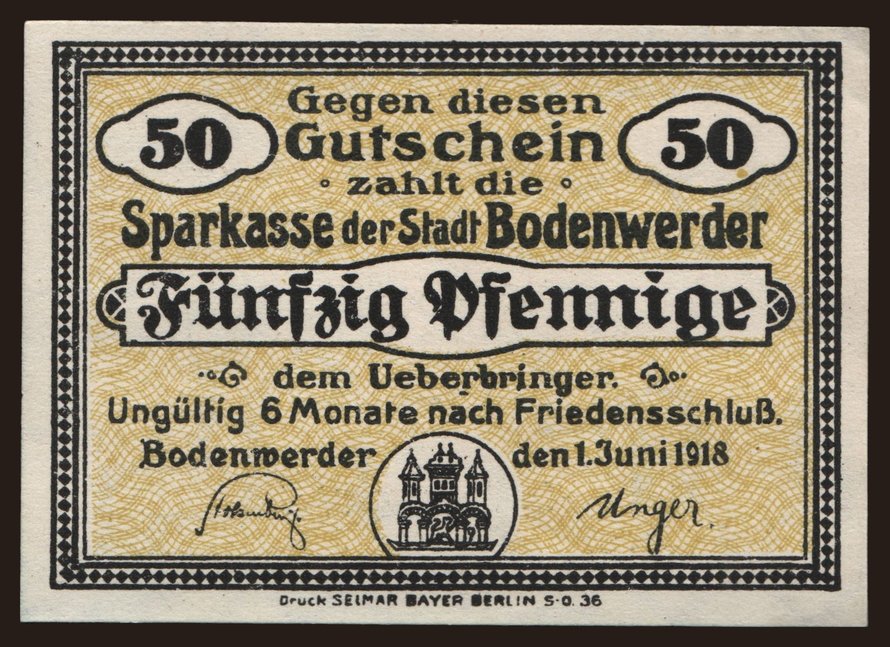 Gegen diesen
50 Gutschein 50
zahlt die
Sparkasse der Stadt Bodenwerder
Fünfzig Pfennige
dem Ueberbringer.
Ungültig 6 Monate nach Friedensschluß.
Bodenwerder den 1. Juni 1918
Unger.
Druck SELMAR BAYER BERLIN S·O. 36